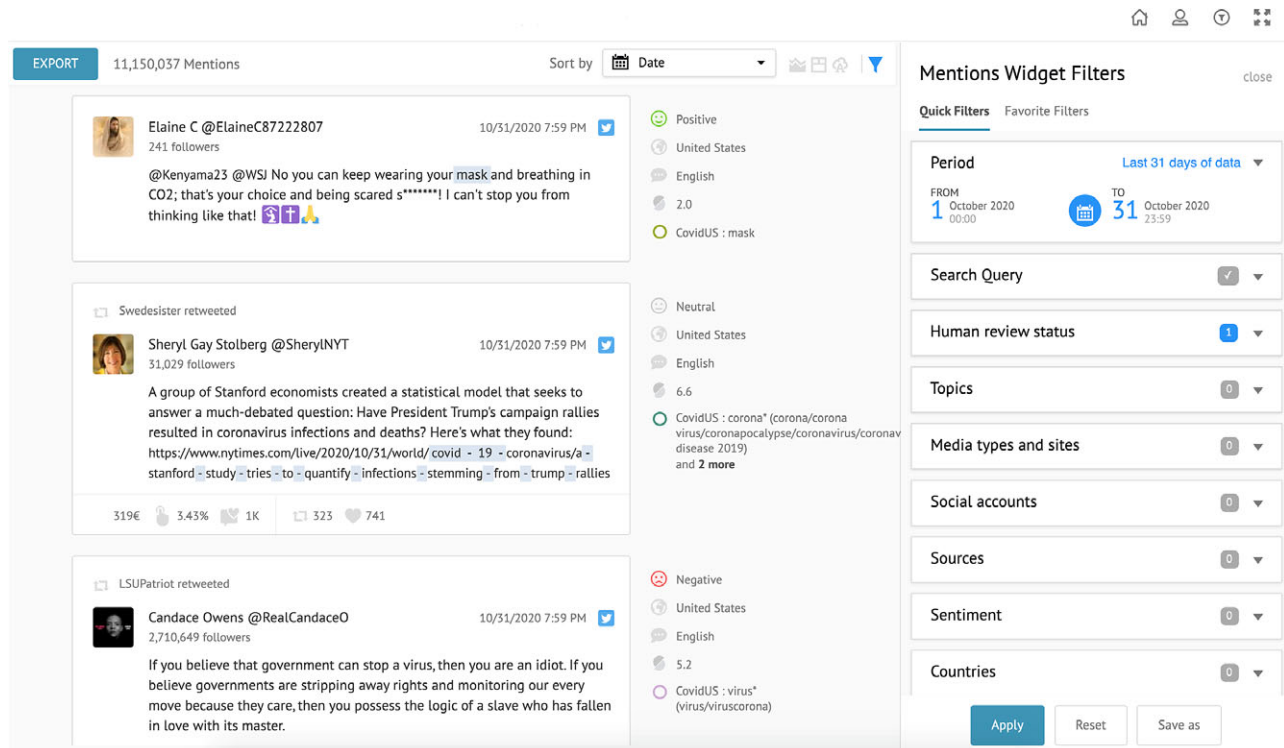 EXPORT
11,150,037 Mentions
Sort by
Date
Elaine C @ElaineC87222807
10/31/2020 7:59 PM
241 followers
@Kenyama23 @WSJ No you can keep wearing your mask and breathing in
CO2; that's your choice and being scared s*******! I can't stop you from
thinking like that!
Positive
United States
English
2.0
CovidUS : mask
Swedesister retweeted
Sheryl Gay Stolberg @SherylNYT
10/31/2020 7:59 PM
31,029 followers
A group of Stanford economists created a statistical model that seeks to
answer a much-debated question: Have President Trump's campaign rallies
resulted in coronavirus infections and deaths? Here's what they found:
https://www.nytimes.com/live/2020/10/31/world/ covid - 19 - coronavirus/a -
stanford - study - tries - to - quantify - infections - stemming - from - trump - rallies
319€ 3.43% 1K 323 741
Neutral
United States
English
6.6
CovidUS : corona* (corona/corona
virus/coronapocalypse/coronavirus/coronav
disease 2019)
and 2 more
LSUPatriot retweeted
Candace Owens @RealCandaceO
10/31/2020 7:59 PM
2,710,649 followers
If you believe that government can stop a virus, then you are an idiot. If you
believe governments are stripping away rights and monitoring our every
move because they care, then you possess the logic of a slave who has fallen
in love with its master.
Negative
United States
English
5.2
CovidUS : virus*
(virus/viruscorona)
Mentions Widget Filters
close
Quick Filters
Favorite Filters
Period
Last 31 days of data
FROM
1 October 2020
00:00
TO
31 October 2020
23:59
Search Query
Human review status
1
Topics
0
Media types and sites
0
Social accounts
0
Sources
0
Sentiment
0
Countries
0
Apply
Reset
Save as